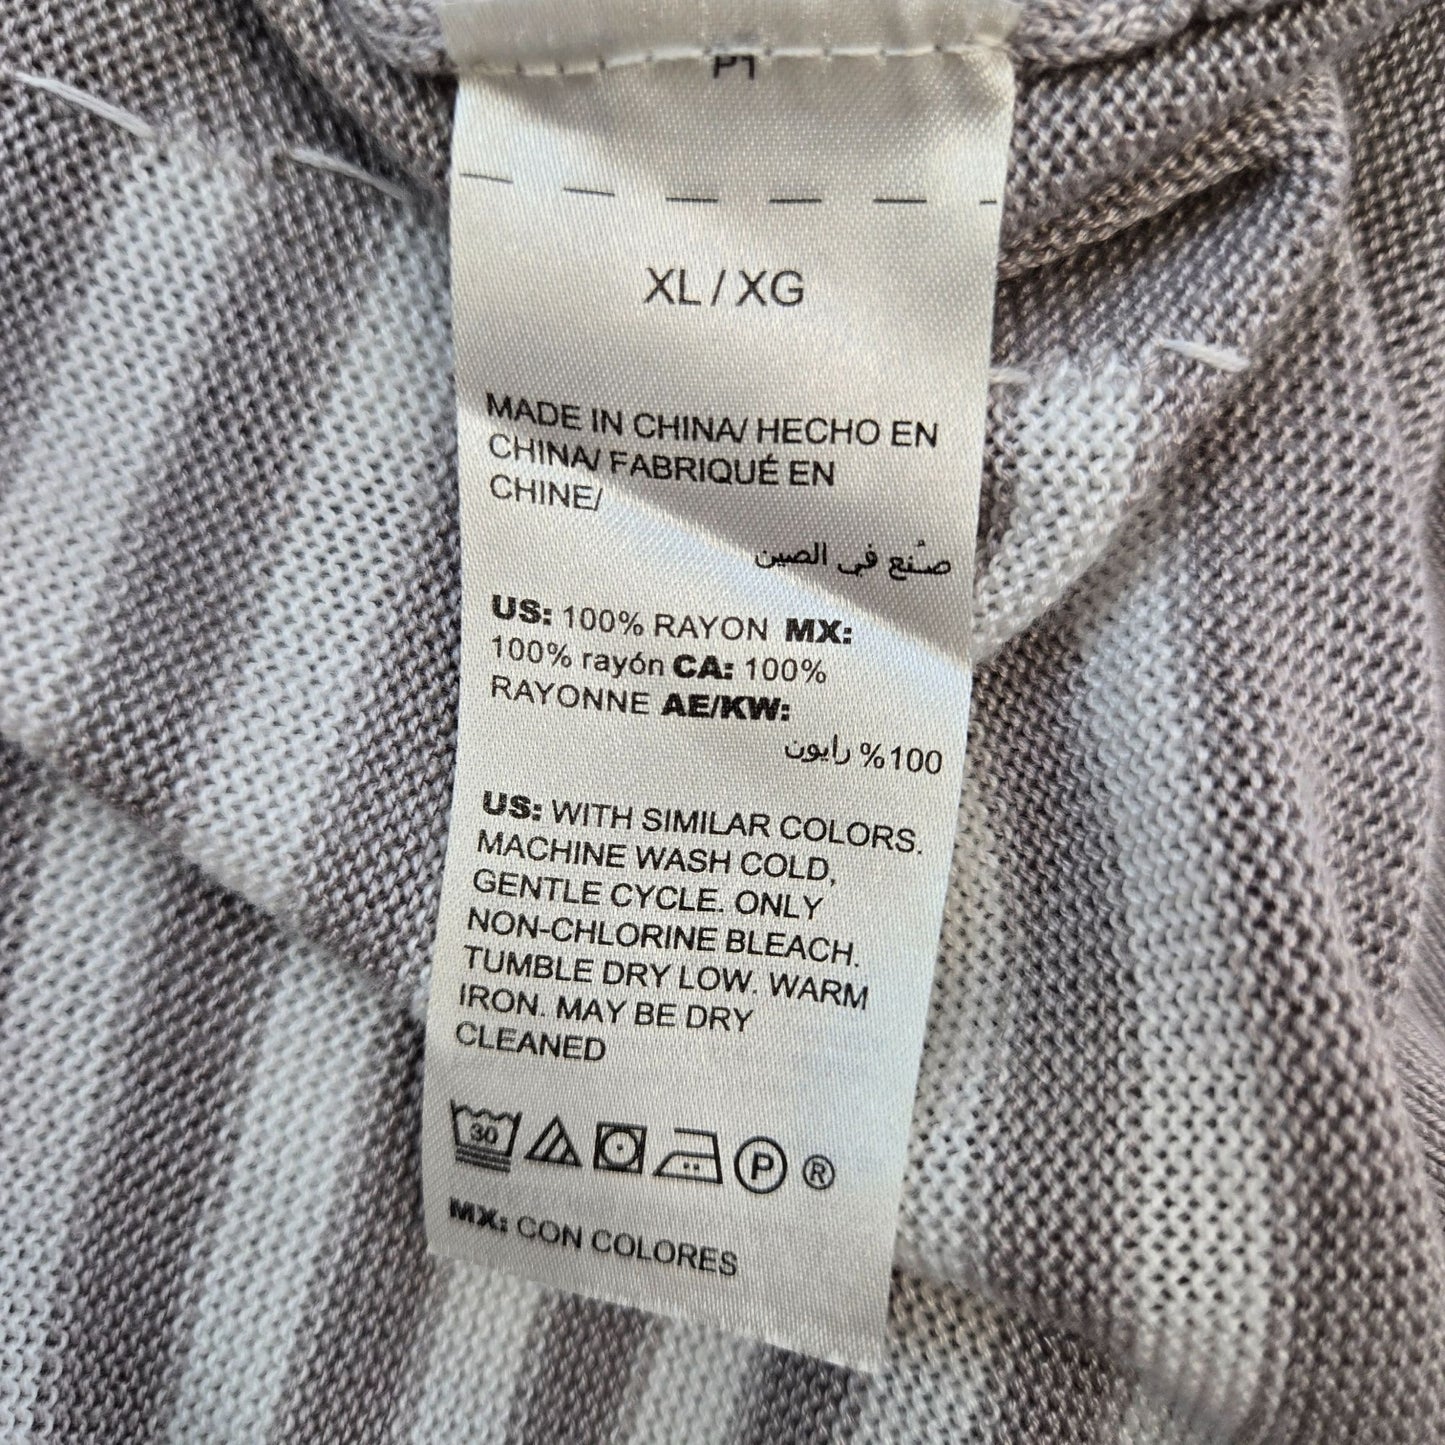 P1
XL / XG
MADE IN CHINA/ HECHO EN
CHINA/ FABRIQUÉ EN
CHINE/
صُنع في الصين
US: 100% RAYON MX:
100% rayón CA: 100%
RAYONNE AE/KW:
100% رايون
US: WITH SIMILAR COLORS.
MACHINE WASH COLD,
GENTLE CYCLE. ONLY
NON-CHLORINE BLEACH.
TUMBLE DRY LOW. WARM
IRON. MAY BE DRY
CLEANED
30 P ®
MX: CON COLORES